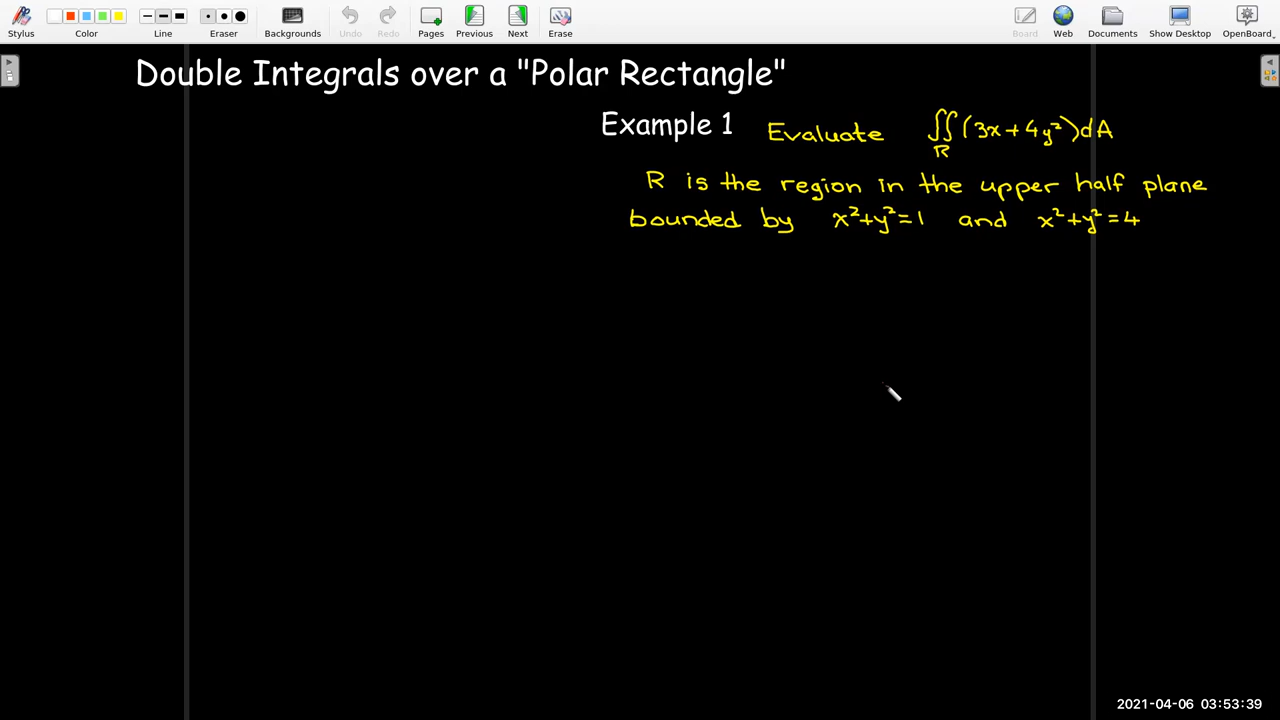 Stylus Color Line Eraser Backgrounds Undo Redo Pages Previous Next Erase Board Web Documents Show Desktop OpenBoard
Double Integrals over a "Polar Rectangle"
Example 1 Evaluate ∬_R (3x+4y²)dA
R is the region in the upper half plane
bounded by x²+y²=1 and x²+y²=4
2021-04-06 03:53:39